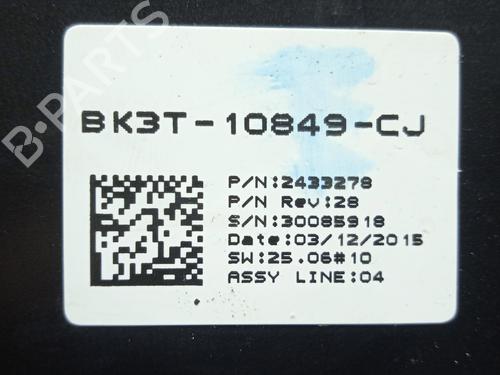 B-PARTS
BK3T-10849-CJ
P/N:2433278
P/N Rev:28
S/N:30085918
Date:03/12/2015
SW:25.06#10
ASSY LINE:04